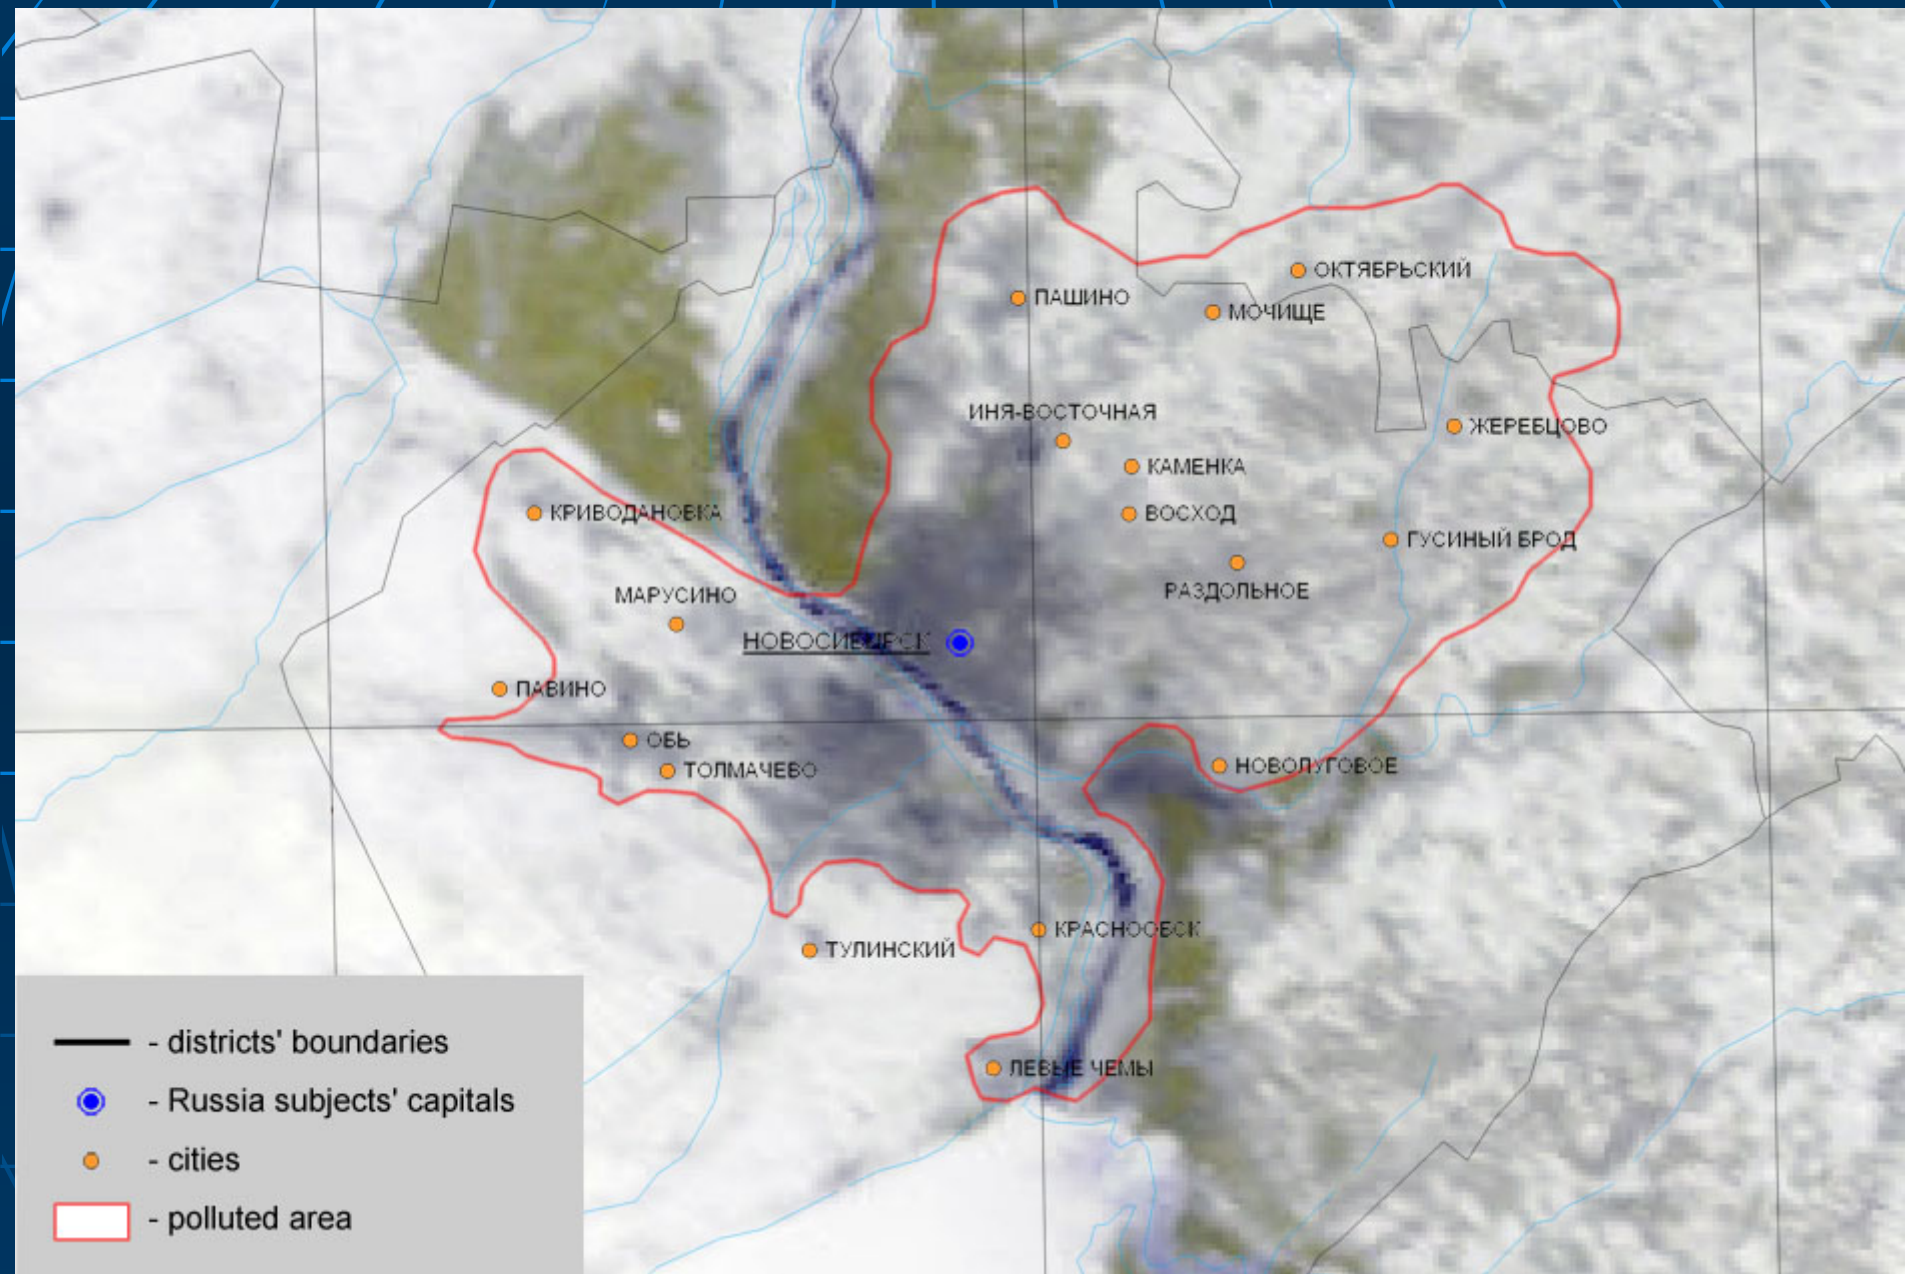 ОКТЯБРЬСКИЙ
ПАШИНО
МОЧИЩЕ
ИНЯ-ВОСТОЧНАЯ
ЖЕРЕБЦОВО
КАМЕНКА
КРИВОДАНОВКА
ВОСХОД
ГУСИНЫЙ БРОД
РАЗДОЛЬНОЕ
МАРУСИНО
НОВОСИБИРСК
ПАВИНО
ОБЬ
ТОЛМАЧЕВО
НОВОЛУГОВОЕ
КРАСНООБСК
ТУЛИНСКИЙ
ЛЕВЫЕ ЧЕМЫ
- districts' boundaries
- Russia subjects' capitals
- cities
- polluted area